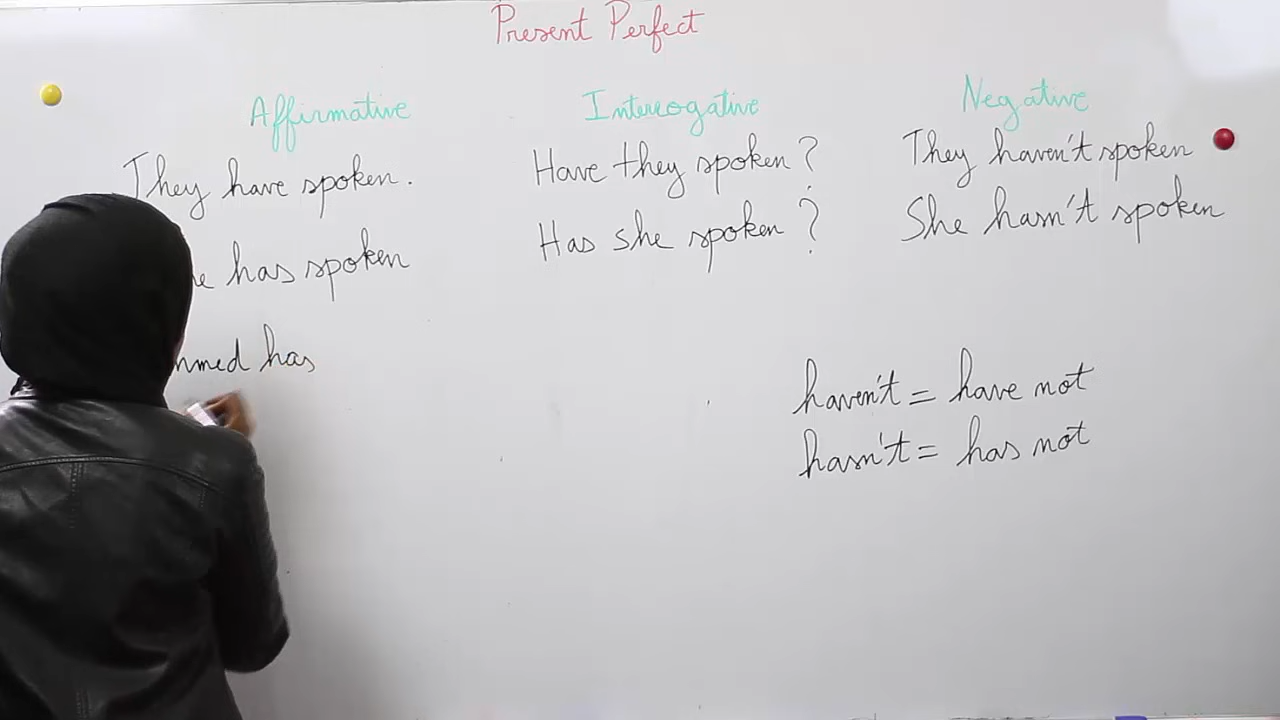 Present Perfect
Affirmative
Interrogative
Negative
They have spoken.
Have they spoken?
They haven't spoken
has spoken
Has she spoken?
She hasn't spoken
has
haven't = have not
hasn't = has not